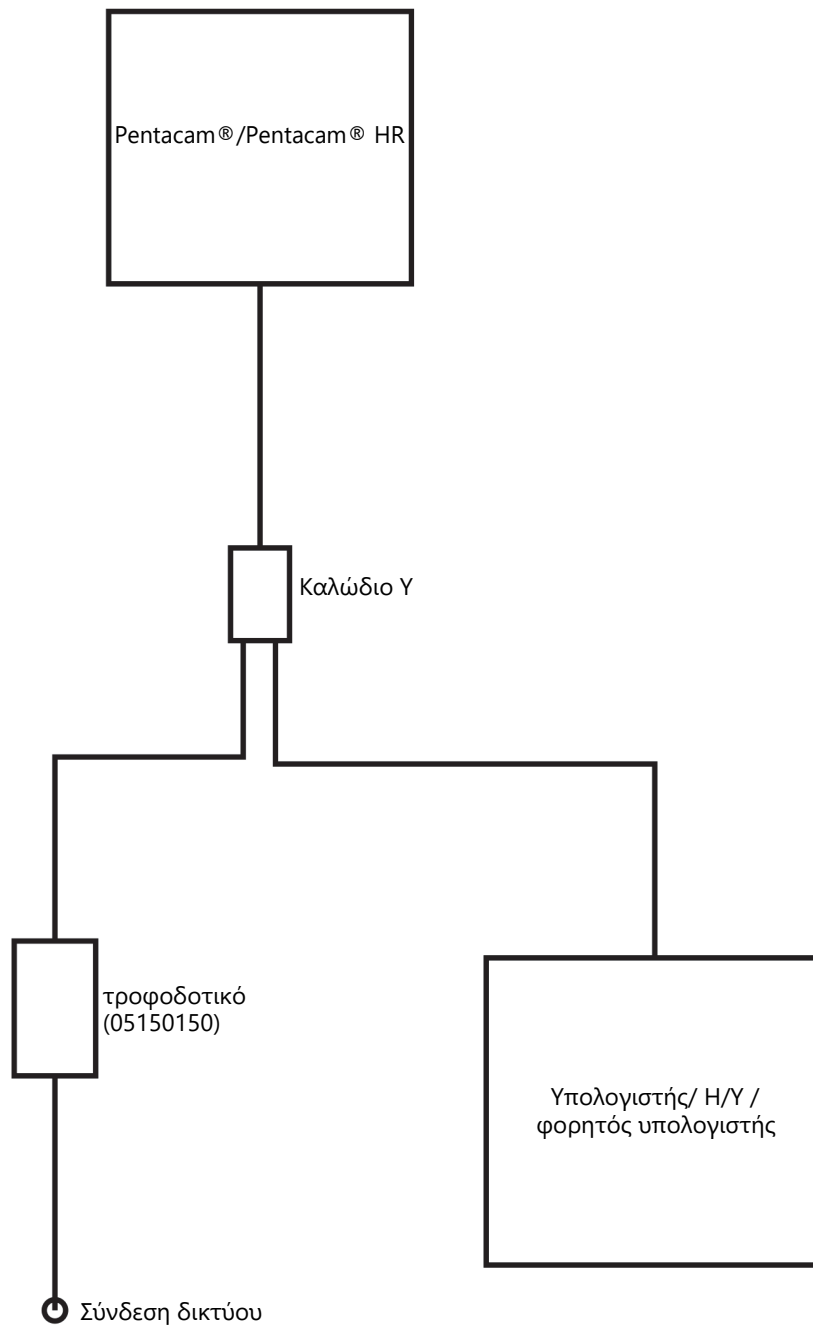 Pentacam®/Pentacam® HR
Καλώδιο Y
τροφοδοτικό
(05150150)
Υπολογιστής/ Η/Υ /
φορητός υπολογιστής
Σύνδεση δικτύου